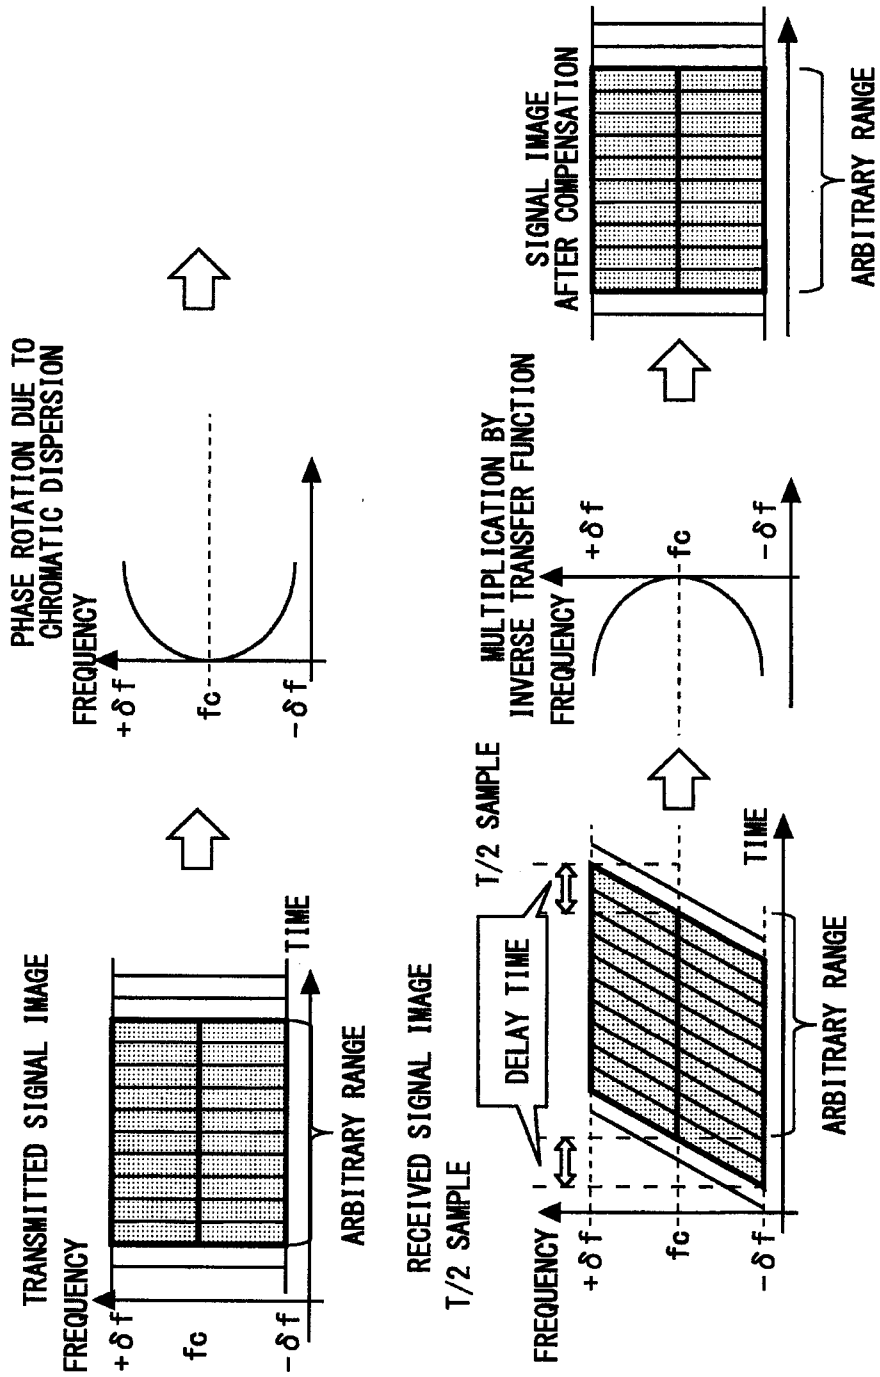 TRANSMITTED SIGNAL IMAGE
FREQUENCY
+δf
fc
-δf
TIME
ARBITRARY RANGE
PHASE ROTATION DUE TO
CHROMATIC DISPERSION
FREQUENCY
+δf
fc
-δf
RECEIVED SIGNAL IMAGE
T/2 SAMPLE
T/2 SAMPLE
DELAY TIME
FREQUENCY
+δf
fc
-δf
TIME
ARBITRARY RANGE
MULTIPLICATION BY
INVERSE TRANSFER FUNCTION
FREQUENCY
+δf
fc
-δf
SIGNAL IMAGE
AFTER COMPENSATION
ARBITRARY RANGE